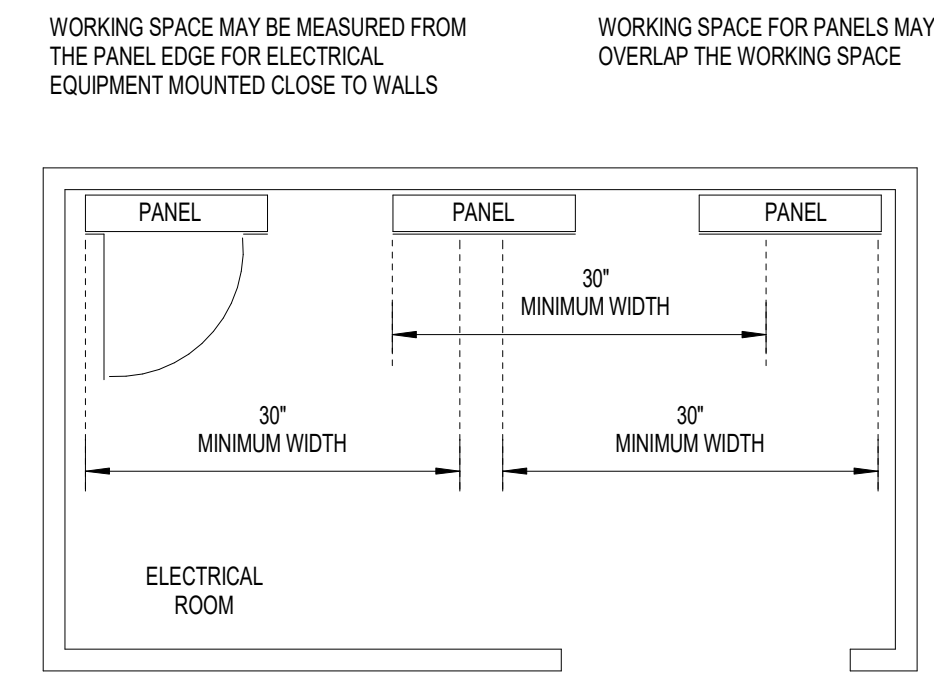 WORKING SPACE MAY BE MEASURED FROM
THE PANEL EDGE FOR ELECTRICAL
EQUIPMENT MOUNTED CLOSE TO WALLS
WORKING SPACE FOR PANELS MAY
OVERLAP THE WORKING SPACE
PANEL
PANEL
PANEL
30"
MINIMUM WIDTH
30"
MINIMUM WIDTH
30"
MINIMUM WIDTH
ELECTRICAL
ROOM